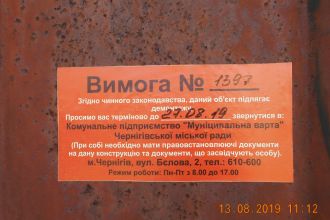 Вимога № 1397
Згідно чинного законодавства, даний об'єкт підлягає
демонтажу
Просимо вас терміново до 27.08.19 звернутися в:
Комунальне підприємство "Муніципальна варта"
Чернігівської міської ради
(При собі необхідно мати правовстановлюючі документи
на дану конструкцію та документи, що засвідчують особу).
м.Чернігів, вул. Бєлова, 2, тел.: 610-600
Режим роботи: Пн-Пт з 8.00 до 17.00
13 08 2019 11:12